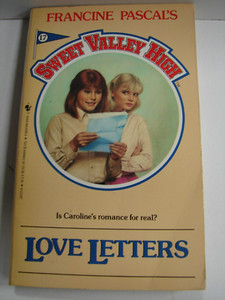 FRANCINE PASCAL'S
17
SWEET VALLEY HIGH
Is Caroline's romance for real?
LOVE LETTERS